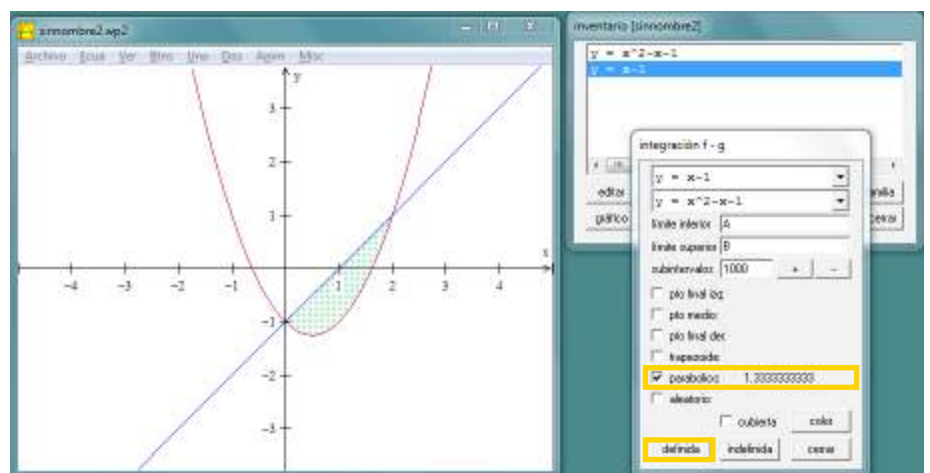 sinnombre2.wp2
Archivo Ecua Ver Btns Uno Dos Anim Misc
y
3
2
1
x
-4 -3 -2 -1 1 2 3 4
-1
-2
-3
inventario [sinnombre2]
y = x^2-x-1
y = x-1
editar
gráfico
cerrar
integración f - g
y = x-1
y = x^2-x-1
límite inferior A
límite superior B
subintervalos 1000 + -
pto final izq
pto medio
pto final der.
trapezoide
parabolico 1.3333333333
aleatorio
cubierta color
definida indefinida cerrar